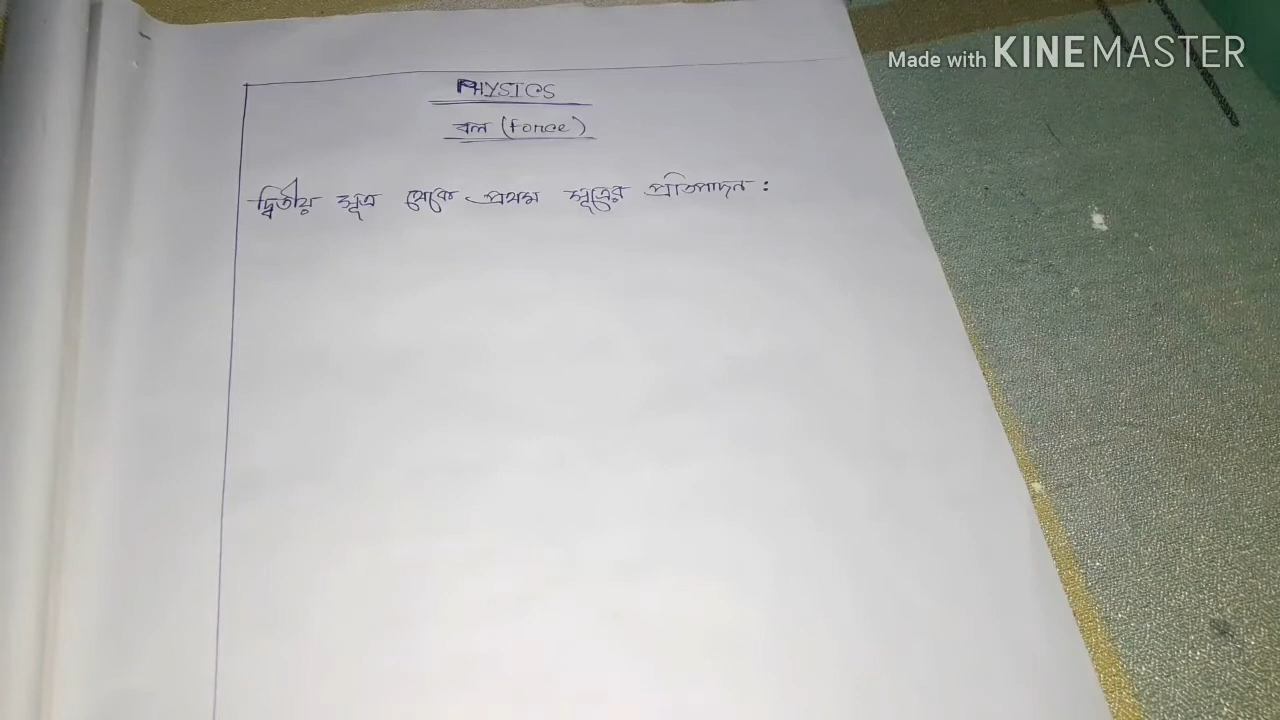 Made with KINEMASTER
PHYSICS
বল (Force)
দ্বিতীয় সূত্র থেকে প্রথম সূত্রের প্রতিপাদন :